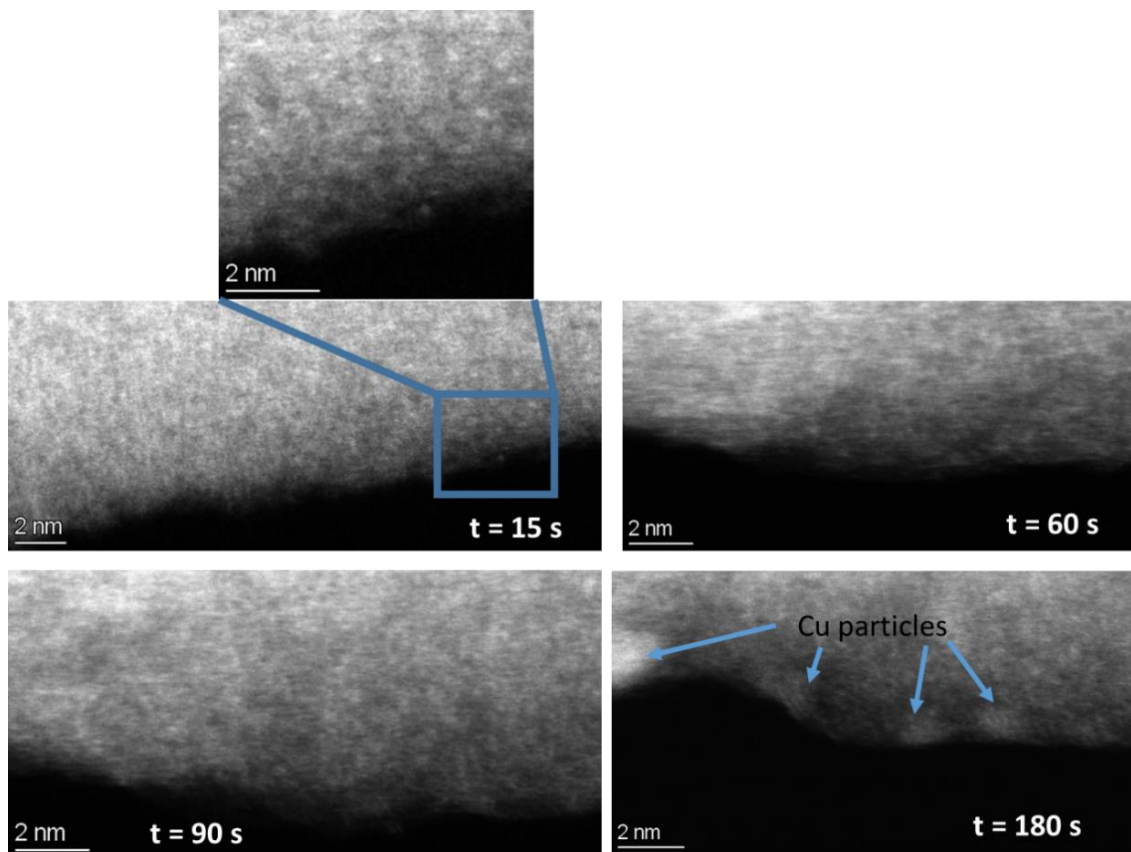 2 nm
2 nm
t = 15 s
2 nm
t = 60 s
2 nm
t = 90 s
Cu particles
2 nm
t = 180 s